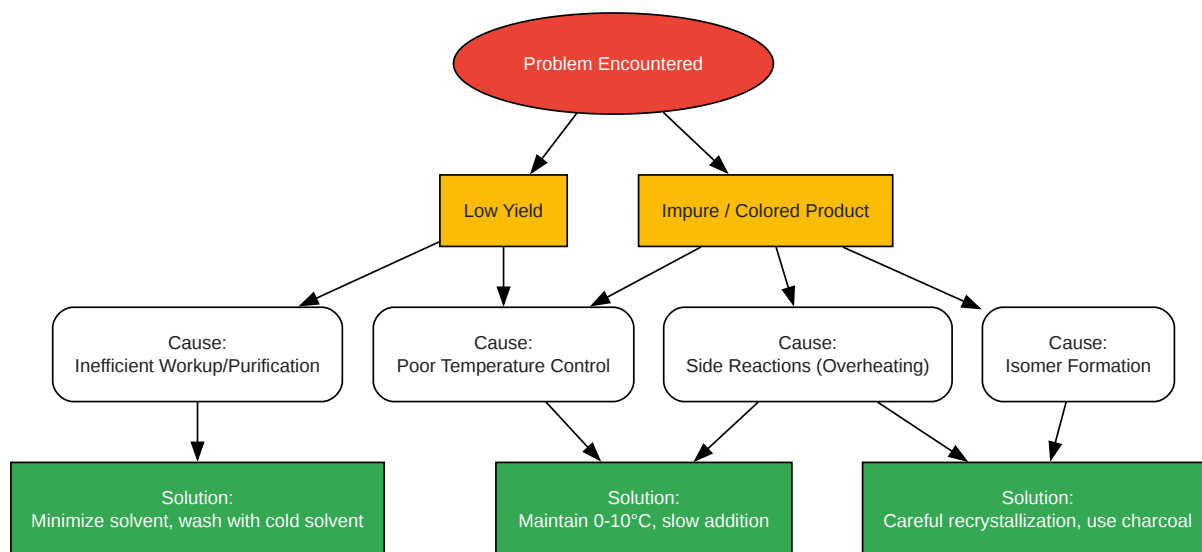 Problem Encountered
Low Yield
Impure / Colored Product
Cause:
Inefficient Workup/Purification
Cause:
Poor Temperature Control
Cause:
Side Reactions (Overheating)
Cause:
Isomer Formation
Solution:
Minimize solvent, wash with cold solvent
Solution:
Maintain 0-10°C, slow addition
Solution:
Careful recrystallization, use charcoal